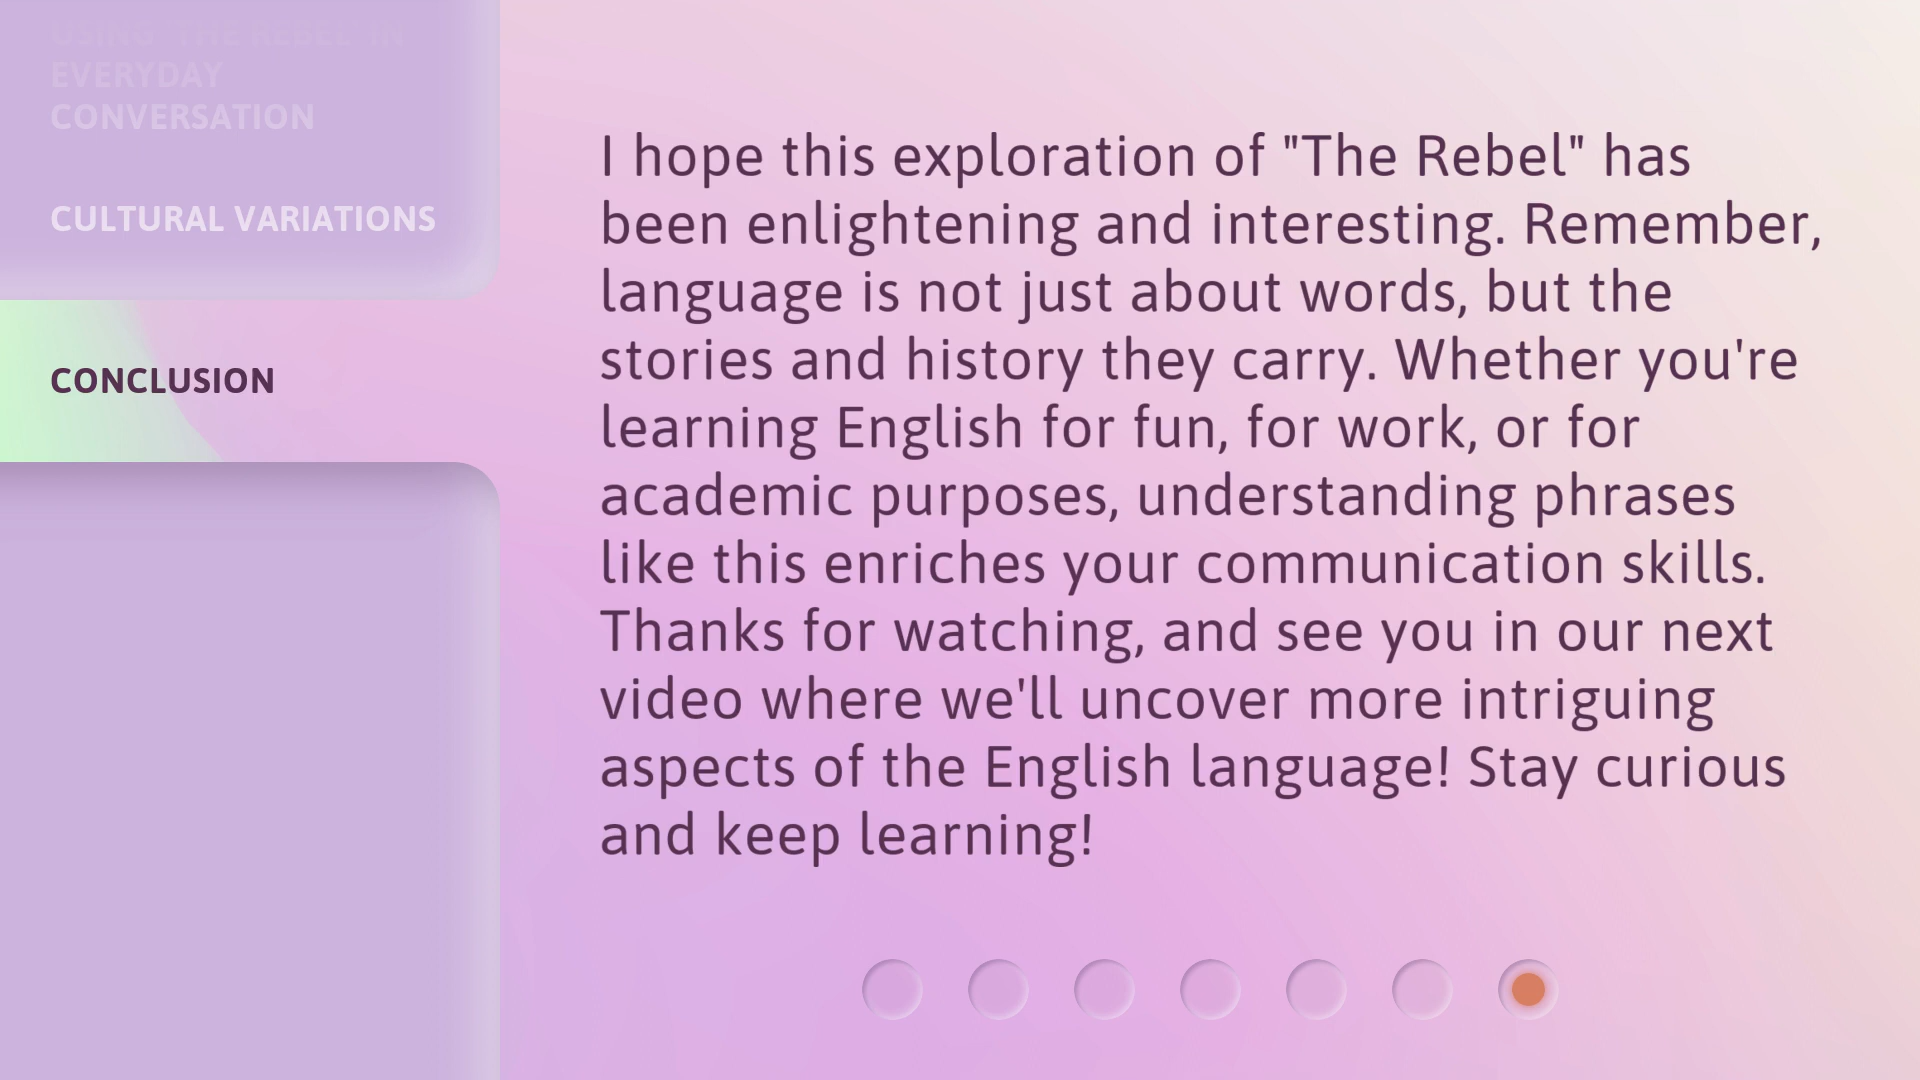 USING "THE REBEL" IN
EVERYDAY
CONVERSATION
CULTURAL VARIATIONS
CONCLUSION
I hope this exploration of "The Rebel" has
been enlightening and interesting. Remember,
language is not just about words, but the
stories and history they carry. Whether you're
learning English for fun, for work, or for
academic purposes, understanding phrases
like this enriches your communication skills.
Thanks for watching, and see you in our next
video where we'll uncover more intriguing
aspects of the English language! Stay curious
and keep learning!